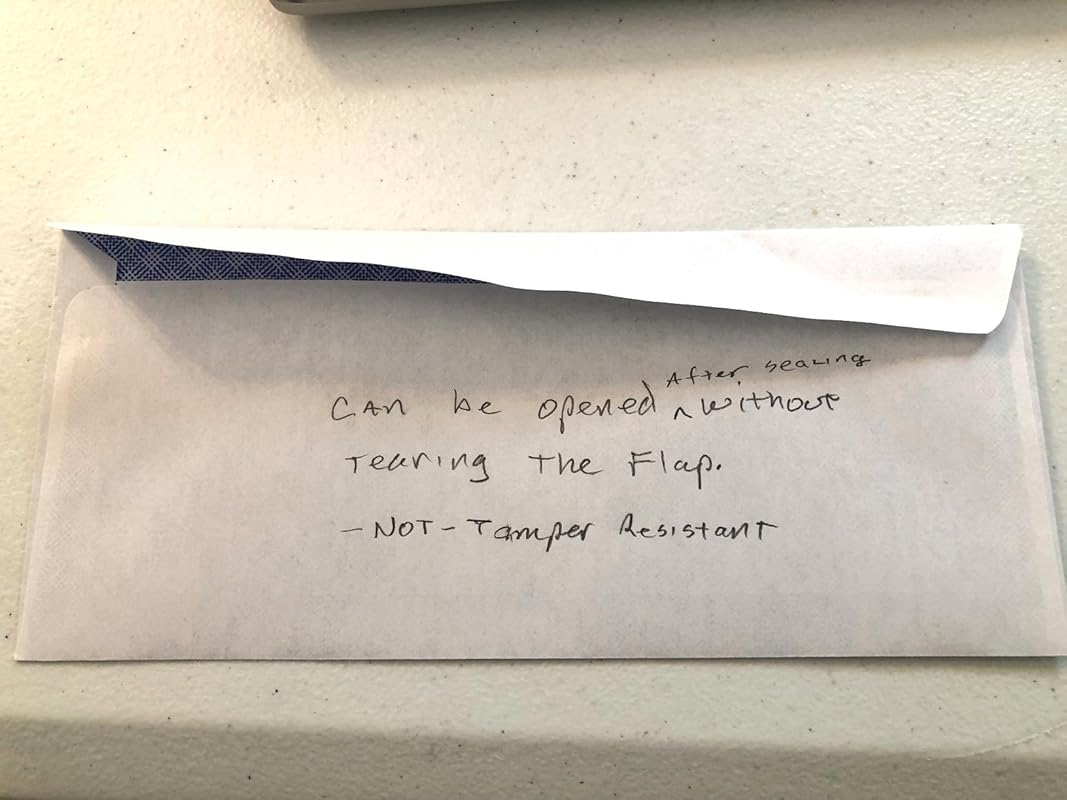 After seaLing
CAn be opened ^ without
Tearing The Flap.
- NOT - Tamper Resistant